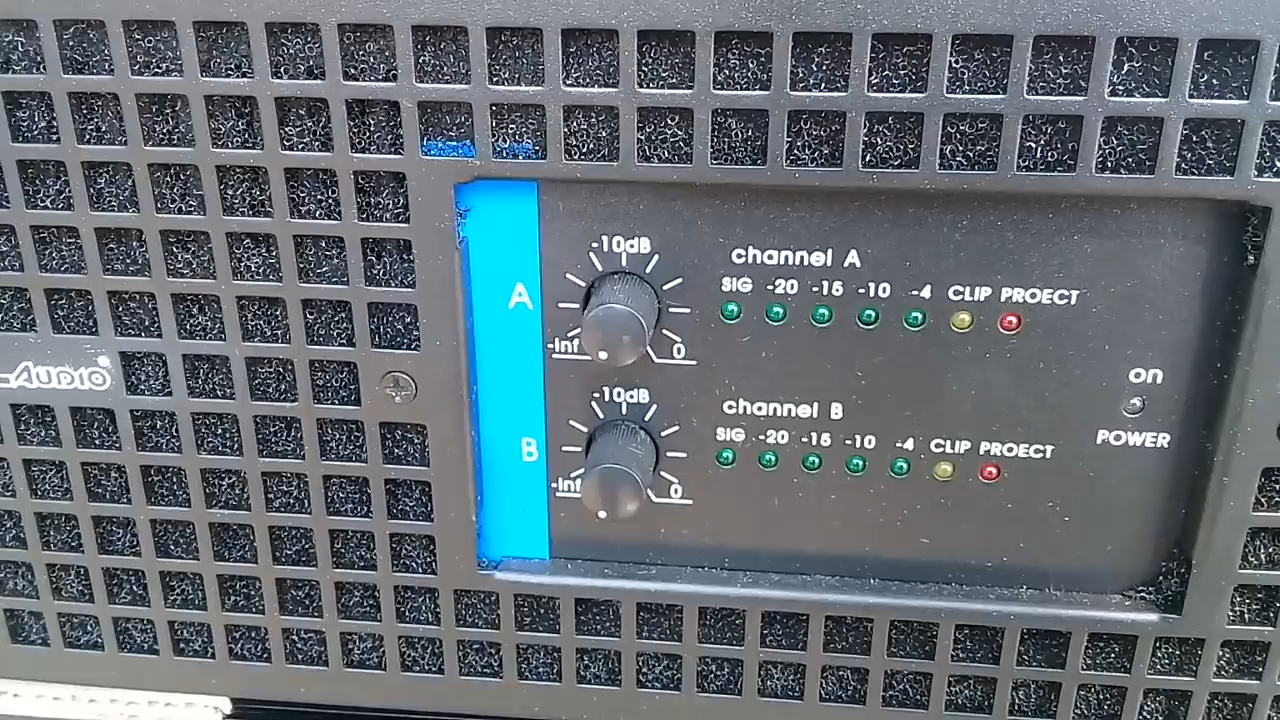 AUDIO
A
-10dB
-Inf
0
channel A
SIG -20 -15 -10 -4 CLIP PROECT
B
-10dB
-Inf
0
channel B
SIG -20 -15 -10 -4 CLIP PROECT
on
POWER